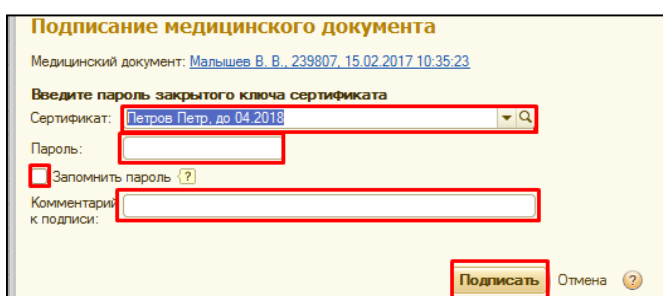 Подписание медицинского документа
Медицинский документ: Малышев В. В., 239807, 15.02.2017 10:35:23
Введите пароль закрытого ключа сертификата
Сертификат: Петров Петр, до 04.2018
Пароль:
Запомнить пароль ?
Комментарий
к подписи:
Подписать Отмена ?